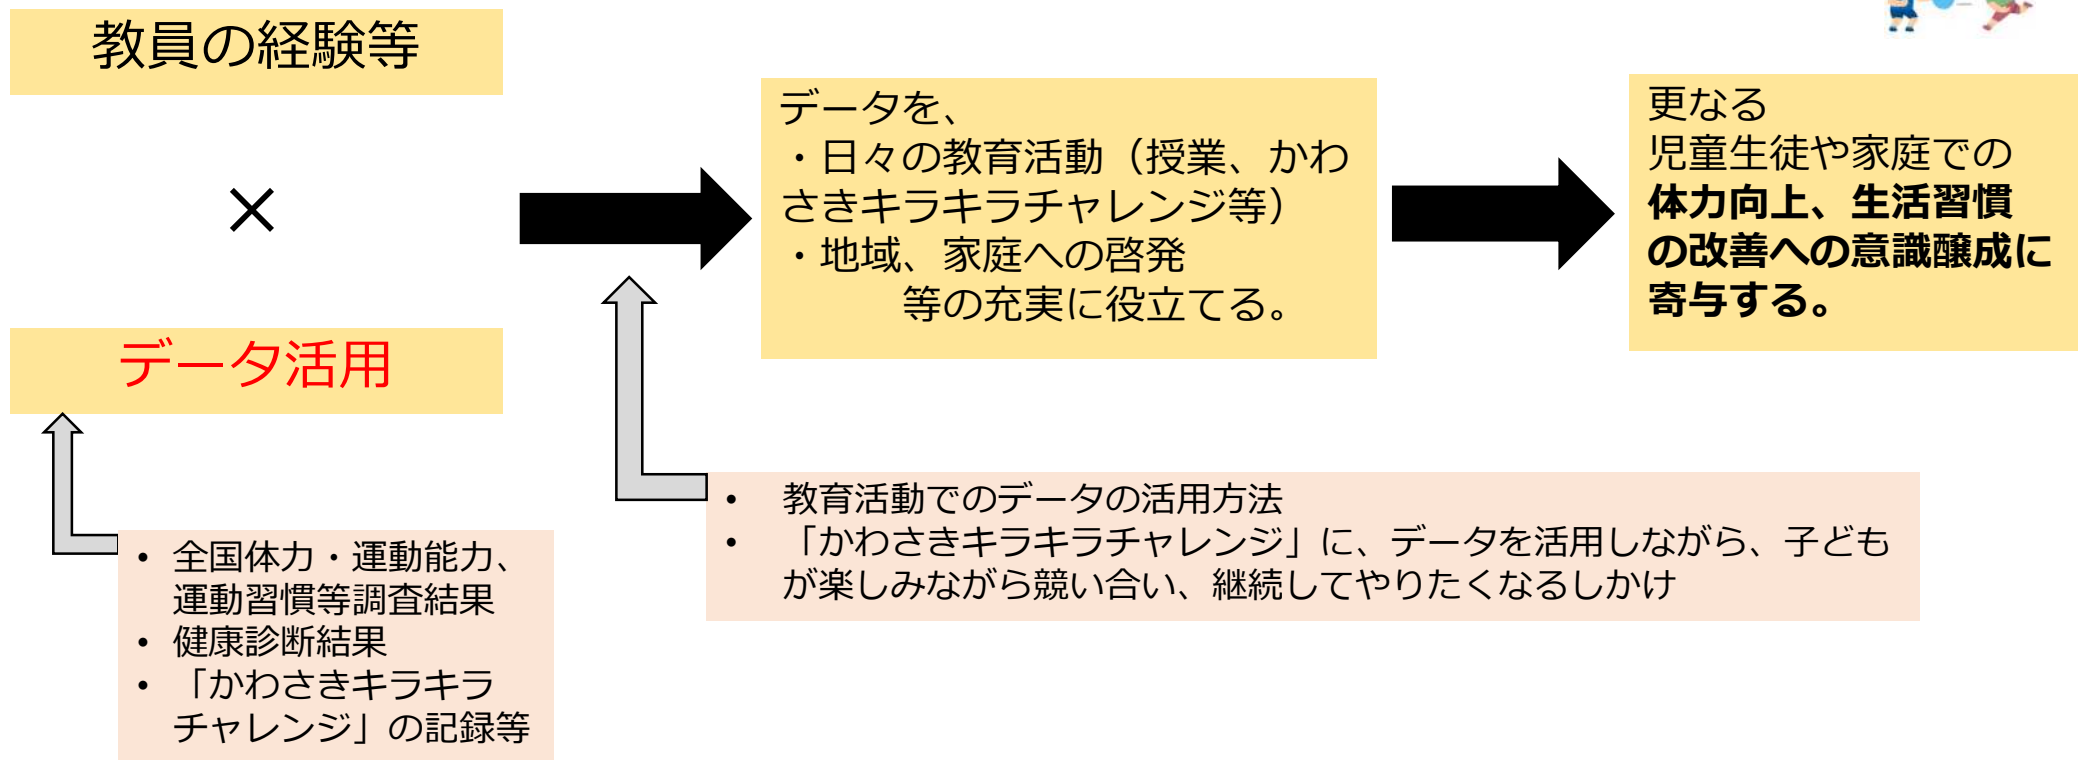 教員の経験等
×
データ活用
• 全国体力・運動能力、
運動習慣等調査結果
• 健康診断結果
• 「かわさきキラキラ
チャレンジ」の記録等
データを、
・日々の教育活動（授業、かわ
さきキラキラチャレンジ等）
・地域、家庭への啓発
等の充実に役立てる。
• 教育活動でのデータの活用方法
• 「かわさきキラキラチャレンジ」に、データを活用しながら、子ども
が楽しみながら競い合い、継続してやりたくなるしかけ
更なる
児童生徒や家庭での
体力向上、生活習慣
の改善への意識醸成に
寄与する。